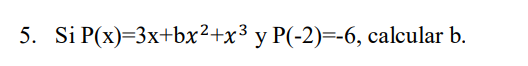 5. Si P(x)=3x+bx²+x³ y P(-2)=-6, calcular b.